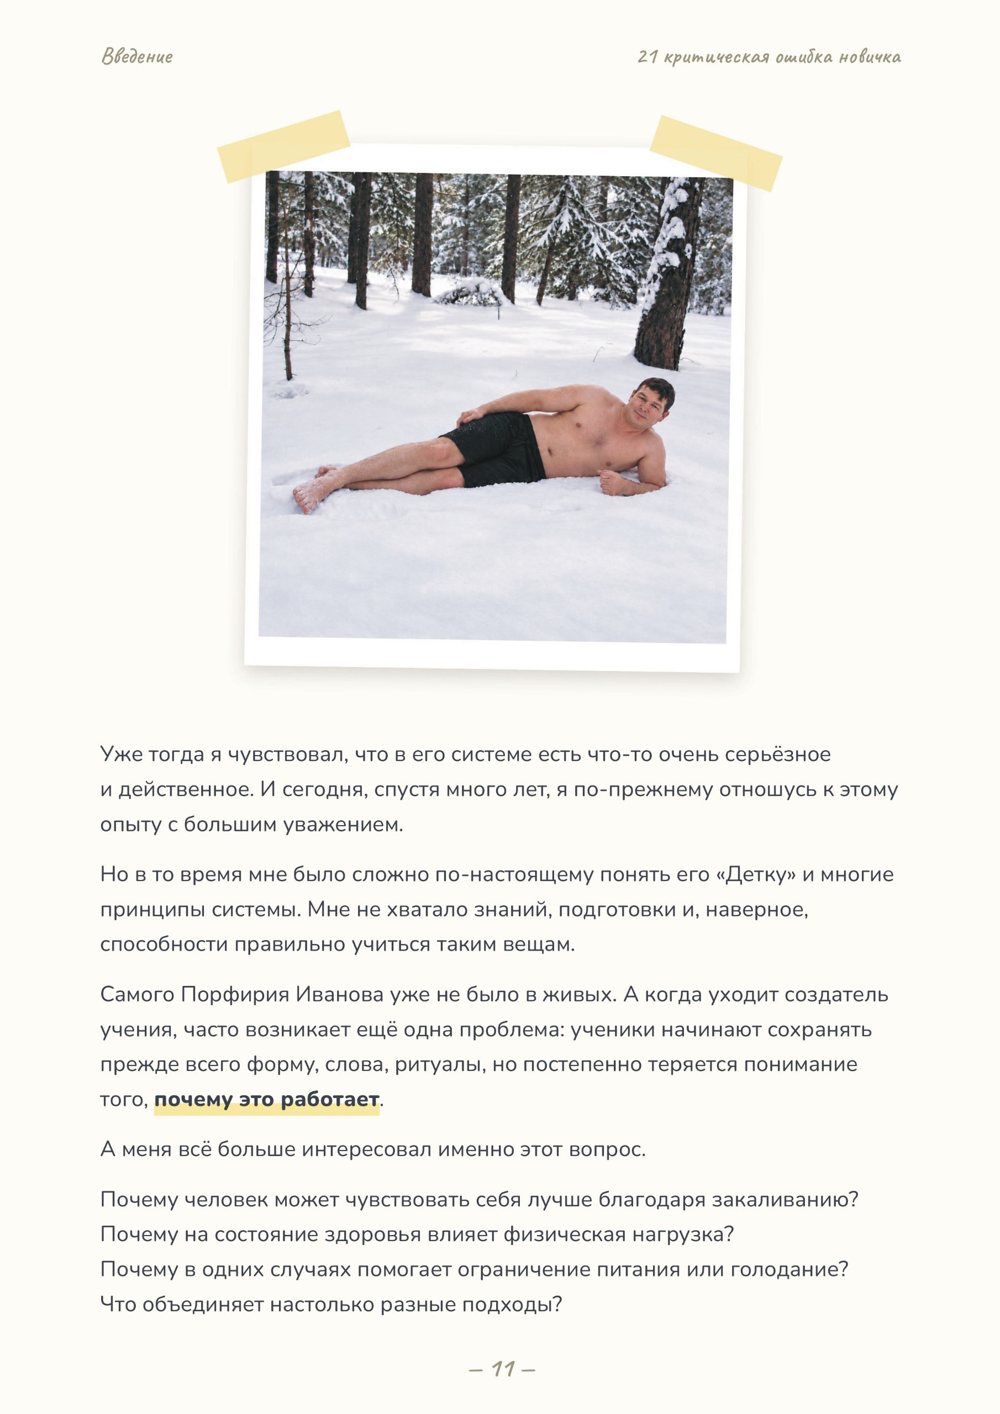 Введение
21 критическая ошибка новичка
Уже тогда я чувствовал, что в его системе есть что-то очень серьёзное
и действенное. И сегодня, спустя много лет, я по-прежнему отношусь к этому
опыту с большим уважением.
Но в то время мне было сложно по-настоящему понять его «Детку» и многие
принципы системы. Мне не хватало знаний, подготовки и, наверное,
способности правильно учиться таким вещам.
Самого Порфирия Иванова уже не было в живых. А когда уходит создатель
учения, часто возникает ещё одна проблема: ученики начинают сохранять
прежде всего форму, слова, ритуалы, но постепенно теряется понимание
того, почему это работает.
А меня всё больше интересовал именно этот вопрос.
Почему человек может чувствовать себя лучше благодаря закаливанию?
Почему на состояние здоровья влияет физическая нагрузка?
Почему в одних случаях помогает ограничение питания или голодание?
Что объединяет настолько разные подходы?
– 11 –